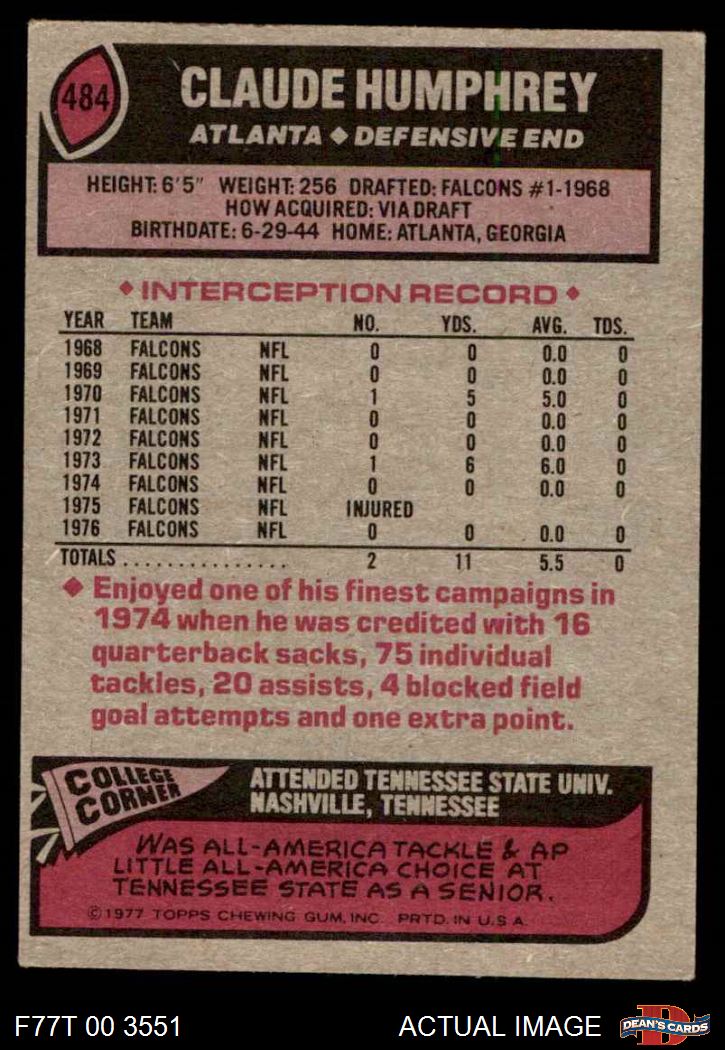 484
CLAUDE HUMPHREY
ATLANTA ◆ DEFENSIVE END
HEIGHT: 6'5" WEIGHT: 256 DRAFTED: FALCONS #1-1968
HOW ACQUIRED: VIA DRAFT
BIRTHDATE: 6-29-44 HOME: ATLANTA, GEORGIA
◆ INTERCEPTION RECORD ◆
YEAR TEAM NO. YDS. AVG. TDS.
1968 FALCONS NFL 0 0 0.0 0
1969 FALCONS NFL 0 0 0.0 0
1970 FALCONS NFL 1 5 5.0 0
1971 FALCONS NFL 0 0 0.0 0
1972 FALCONS NFL 0 0 0.0 0
1973 FALCONS NFL 1 6 6.0 0
1974 FALCONS NFL 0 0 0.0 0
1975 FALCONS NFL INJURED
1976 FALCONS NFL 0 0 0.0 0
TOTALS ............... 2 11 5.5 0
◆ Enjoyed one of his finest campaigns in
1974 when he was credited with 16
quarterback sacks, 75 individual
tackles, 20 assists, 4 blocked field
goal attempts and one extra point.
COLLEGE
CORNER
ATTENDED TENNESSEE STATE UNIV.
NASHVILLE, TENNESSEE
WAS ALL-AMERICA TACKLE & AP
LITTLE ALL-AMERICA CHOICE AT
TENNESSEE STATE AS A SENIOR.
©1977 TOPPS CHEWING GUM, INC. PRTD. IN U.S.A.
F77T 00 3551 ACTUAL IMAGE
D
DEAN'S CARDS